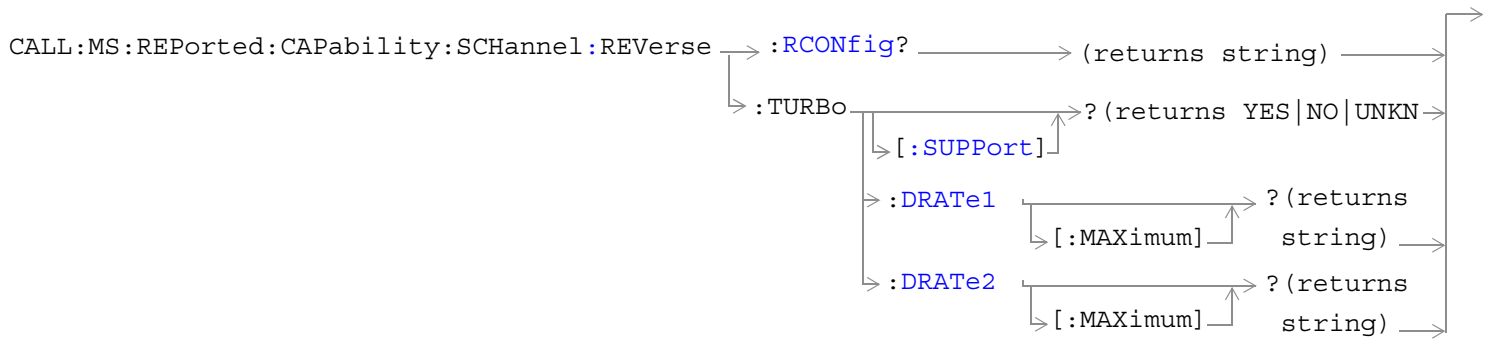 CALL:MS:REPorted:CAPability:SCHannel:REVerse :RCONfig? (returns string)
:TURBo ?(returns YES|NO|UNKN
[:SUPPort]
:DRATe1 ?(returns
[:MAXimum] string)
:DRATe2 ?(returns
[:MAXimum] string)